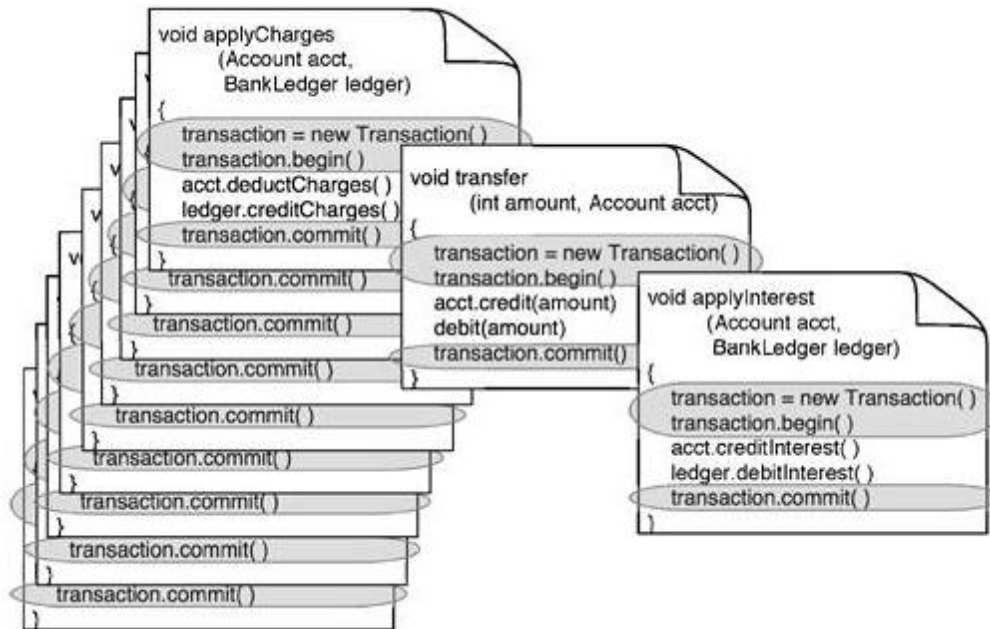 void applyCharges
(Account acct,
BankLedger ledger)
{
transaction = new Transaction( )
transaction.begin( )
acct.deductCharges( )
ledger.creditCharges( )
transaction.commit( )
}
transaction.commit( )
}
transaction.commit( )
}
transaction.commit( )
}
transaction.commit( )
}
transaction.commit( )
}
transaction.commit( )
}
transaction.commit( )
}
transaction.commit( )
}
void transfer
(int amount, Account acct)
{
transaction = new Transaction( )
transaction.begin( )
acct.credit(amount)
debit(amount)
transaction.commit()
}
void applyInterest
(Account acct,
BankLedger ledger)
{
transaction = new Transaction( )
transaction.begin( )
acct.creditInterest( )
ledger.debitInterest( )
transaction.commit( )
}